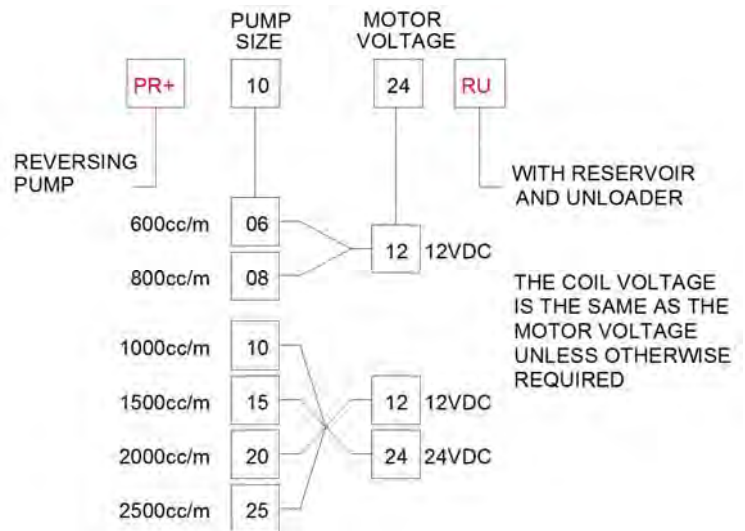 PUMP SIZE
MOTOR VOLTAGE
PR+ 10 24 RU
REVERSING
PUMP
WITH RESERVOIR
AND UNLOADER
600cc/m 06
12 12VDC
800cc/m 08
THE COIL VOLTAGE
IS THE SAME AS THE
MOTOR VOLTAGE
UNLESS OTHERWISE
REQUIRED
1000cc/m 10
1500cc/m 15 12 12VDC
2000cc/m 20 24 24VDC
2500cc/m 25